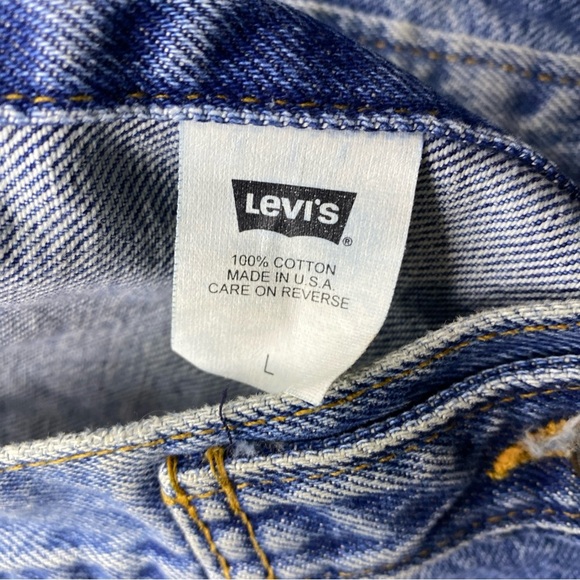 Levi's®
100% COTTON
MADE IN U.S.A.
CARE ON REVERSE
L